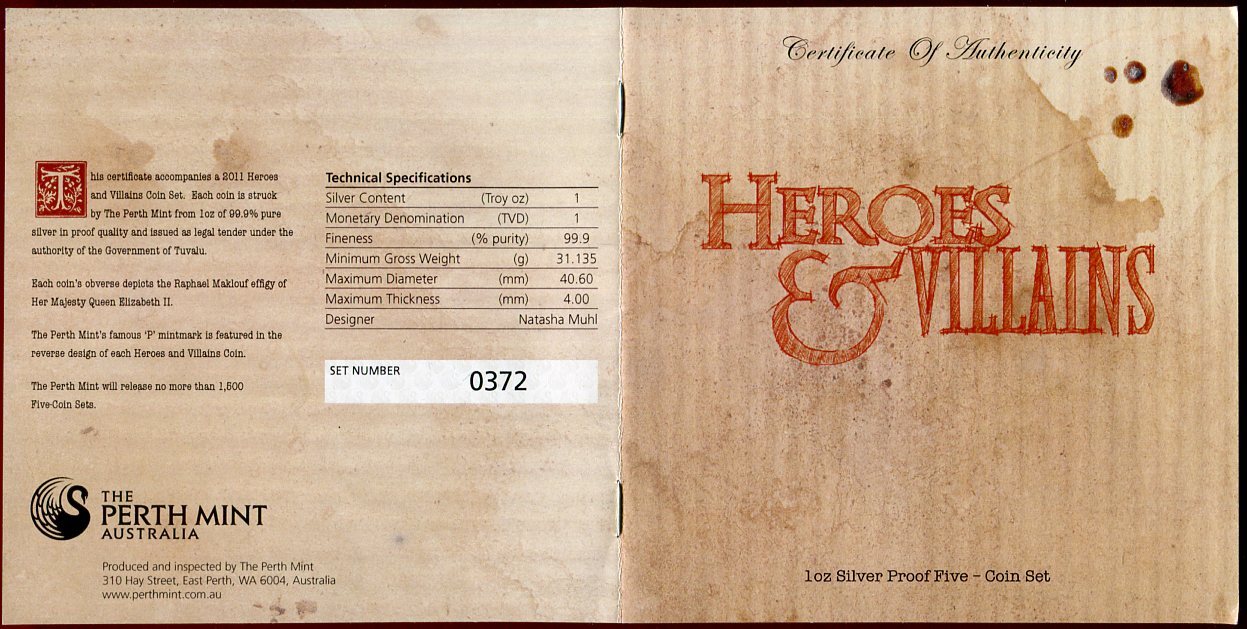 This certificate accompanies a 2011 Heroes
and Villains Coin Set. Each coin is struck
by The Perth Mint from 1oz of 99.9% pure
silver in proof quality and issued as legal tender under the
authority of the Government of Tuvalu.
Each coin's obverse depicts the Raphael Maklouf effigy of
Her Majesty Queen Elizabeth II.
The Perth Mint's famous 'P' mintmark is featured in the
reverse design of each Heroes and Villains Coin.
The Perth Mint will release no more than 1,500
Five-Coin Sets.
THE
PERTH MINT
AUSTRALIA
Produced and inspected by The Perth Mint
310 Hay Street, East Perth, WA 6004, Australia
www.perthmint.com.au
Technical Specifications
Silver Content (Troy oz) 1
Monetary Denomination (TVD) 1
Fineness (% purity) 99.9
Minimum Gross Weight (g) 31.135
Maximum Diameter (mm) 40.60
Maximum Thickness (mm) 4.00
Designer Natasha Muhl
SET NUMBER 0372
Certificate Of Authenticity
HEROES
& VILLAINS
1oz Silver Proof Five - Coin Set